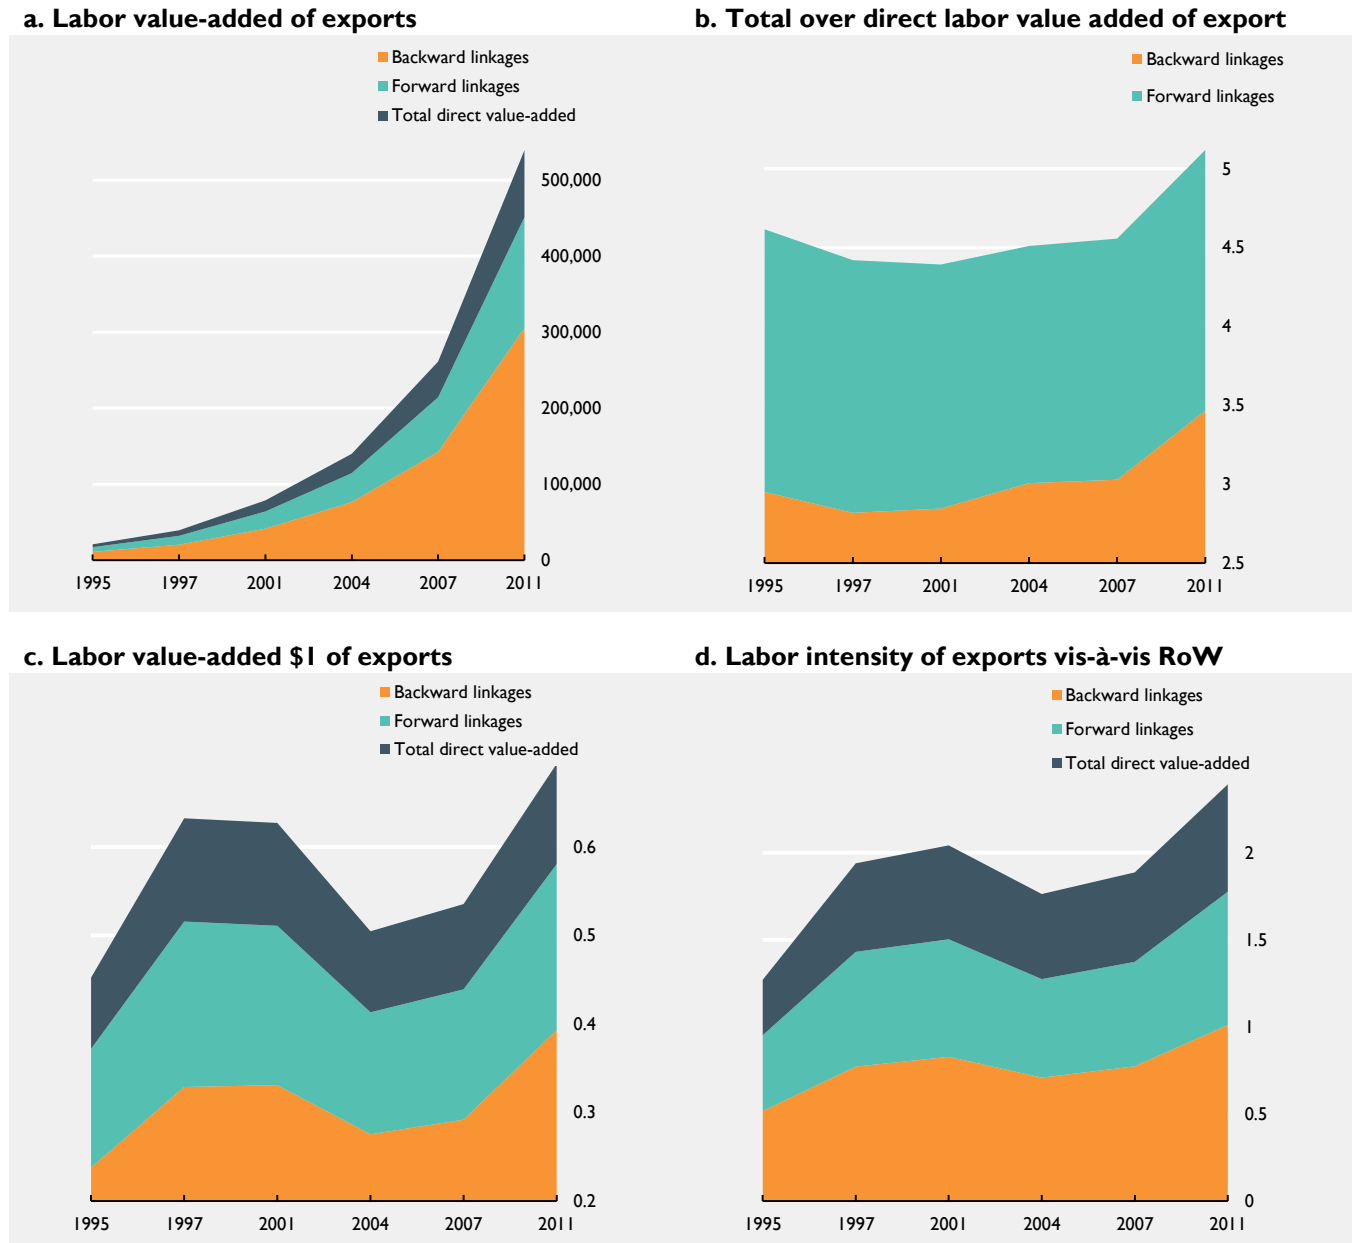 a. Labor value-added of exports
Backward linkages
Forward linkages
Total direct value-added
500,000
400,000
300,000
200,000
100,000
0
1995 1997 2001 2004 2007 2011
b. Total over direct labor value added of export
Backward linkages
Forward linkages
5
4.5
4
3.5
3
2.5
1995 1997 2001 2004 2007 2011
c. Labor value-added $1 of exports
Backward linkages
Forward linkages
Total direct value-added
0.6
0.5
0.4
0.3
0.2
1995 1997 2001 2004 2007 2011
d. Labor intensity of exports vis-à-vis RoW
Backward linkages
Forward linkages
Total direct value-added
2
1.5
1
0.5
0
1995 1997 2001 2004 2007 2011